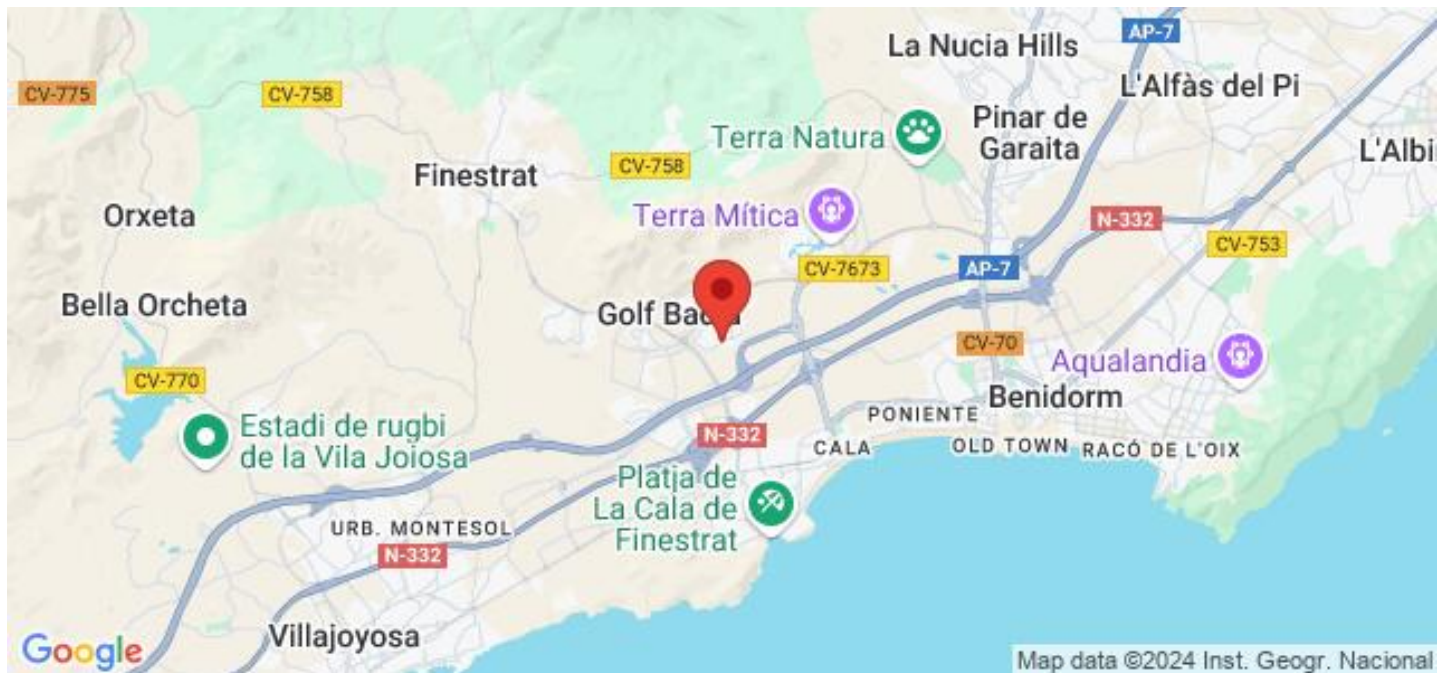 La Nucia Hills
AP-7
CV-775
CV-758
L'Alfàs del Pi
Terra Natura
Pinar de
Garaita
L'Albi
Finestrat
CV-758
Orxeta
Terra Mítica
N-332
CV-753
CV-7673
AP-7
Bella Orcheta
Golf
CV-70
Aqualandia
CV-770
Benidorm
PONIENTE
Estadi de rugbi
de la Vila Joiosa
N-332
CALA
OLD TOWN
RACÓ DE L'OIX
Platja de
La Cala de
Finestrat
URB. MONTESOL
N-332
Villajoyosa
Google
Map data ©2024 Inst. Geogr. Nacional